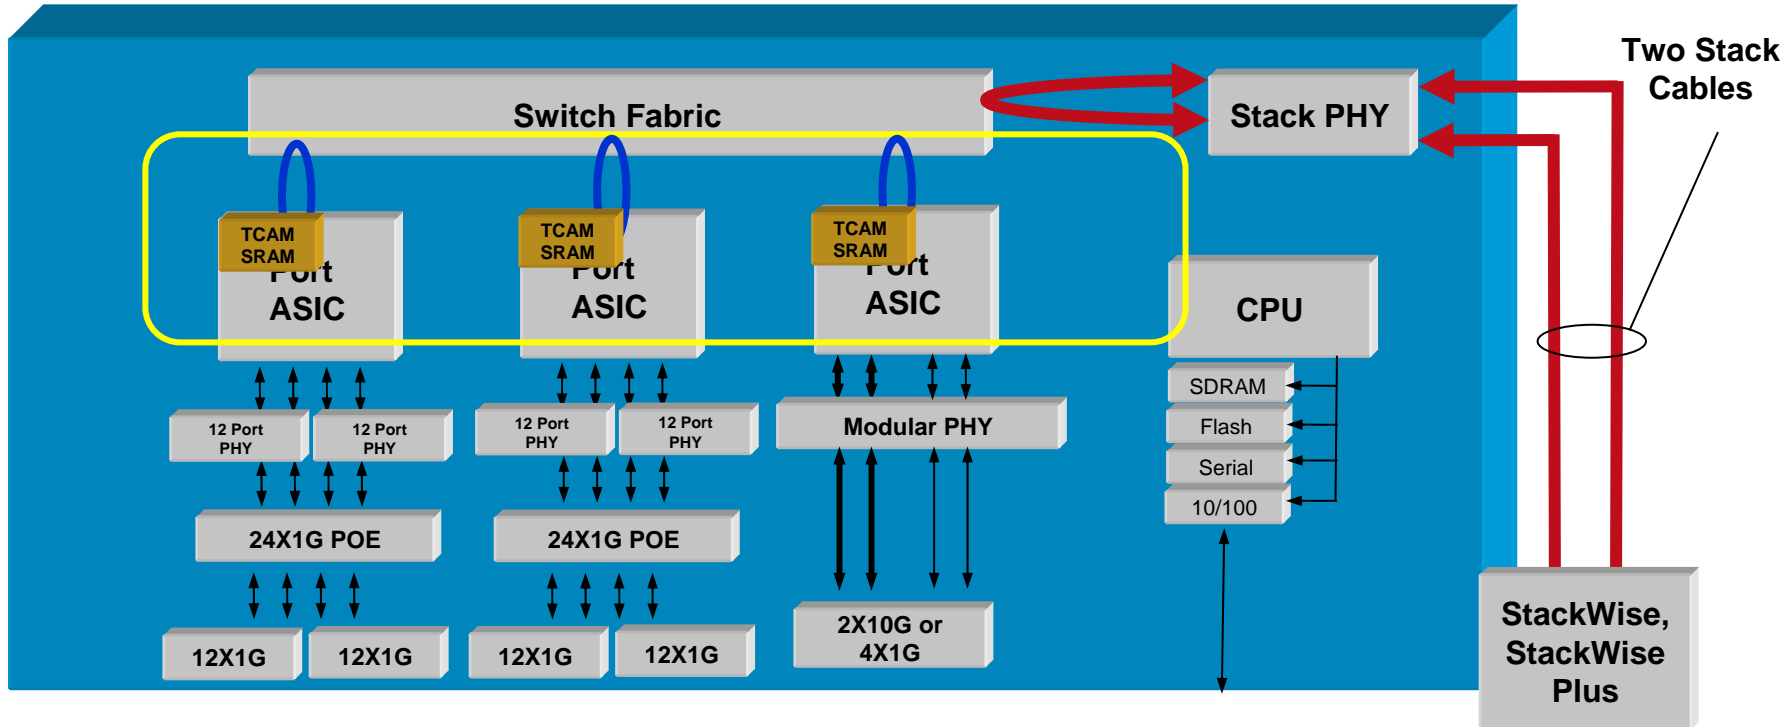 Two Stack
Cables
Switch Fabric
Stack PHY
TCAM
SRAM
Port
ASIC
TCAM
SRAM
Port
ASIC
TCAM
SRAM
Port
ASIC
CPU
SDRAM
Flash
Serial
10/100
12 Port
PHY
12 Port
PHY
12 Port
PHY
12 Port
PHY
Modular PHY
24X1G POE
24X1G POE
12X1G
12X1G
12X1G
12X1G
2X10G or
4X1G
StackWise,
StackWise
Plus